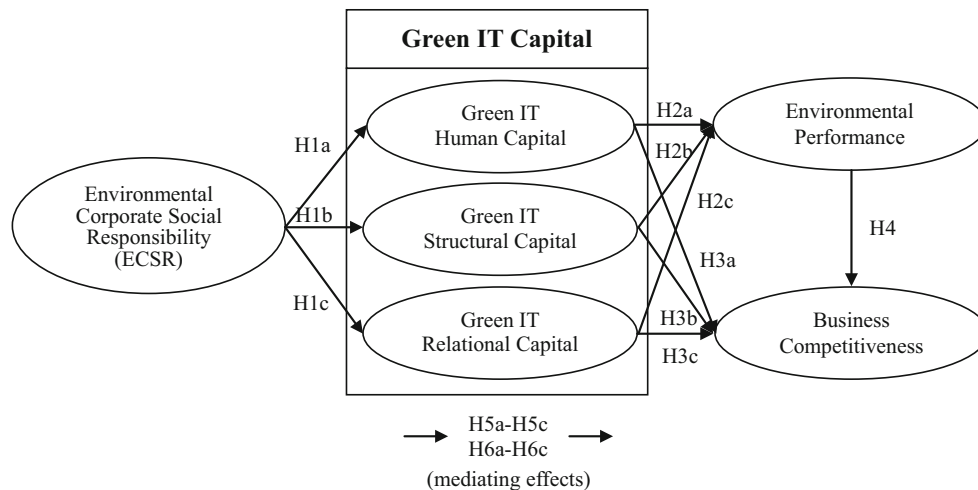 Green IT Capital
Environmental
Corporate Social
Responsibility
(ECSR)
H1a
H1b
H1c
Green IT
Human Capital
Green IT
Structural Capital
Green IT
Relational Capital
H2a
H2b
H2c
H3a
H3b
H3c
Environmental
Performance
H4
Business
Competitiveness
H5a-H5c
H6a-H6c
(mediating effects)